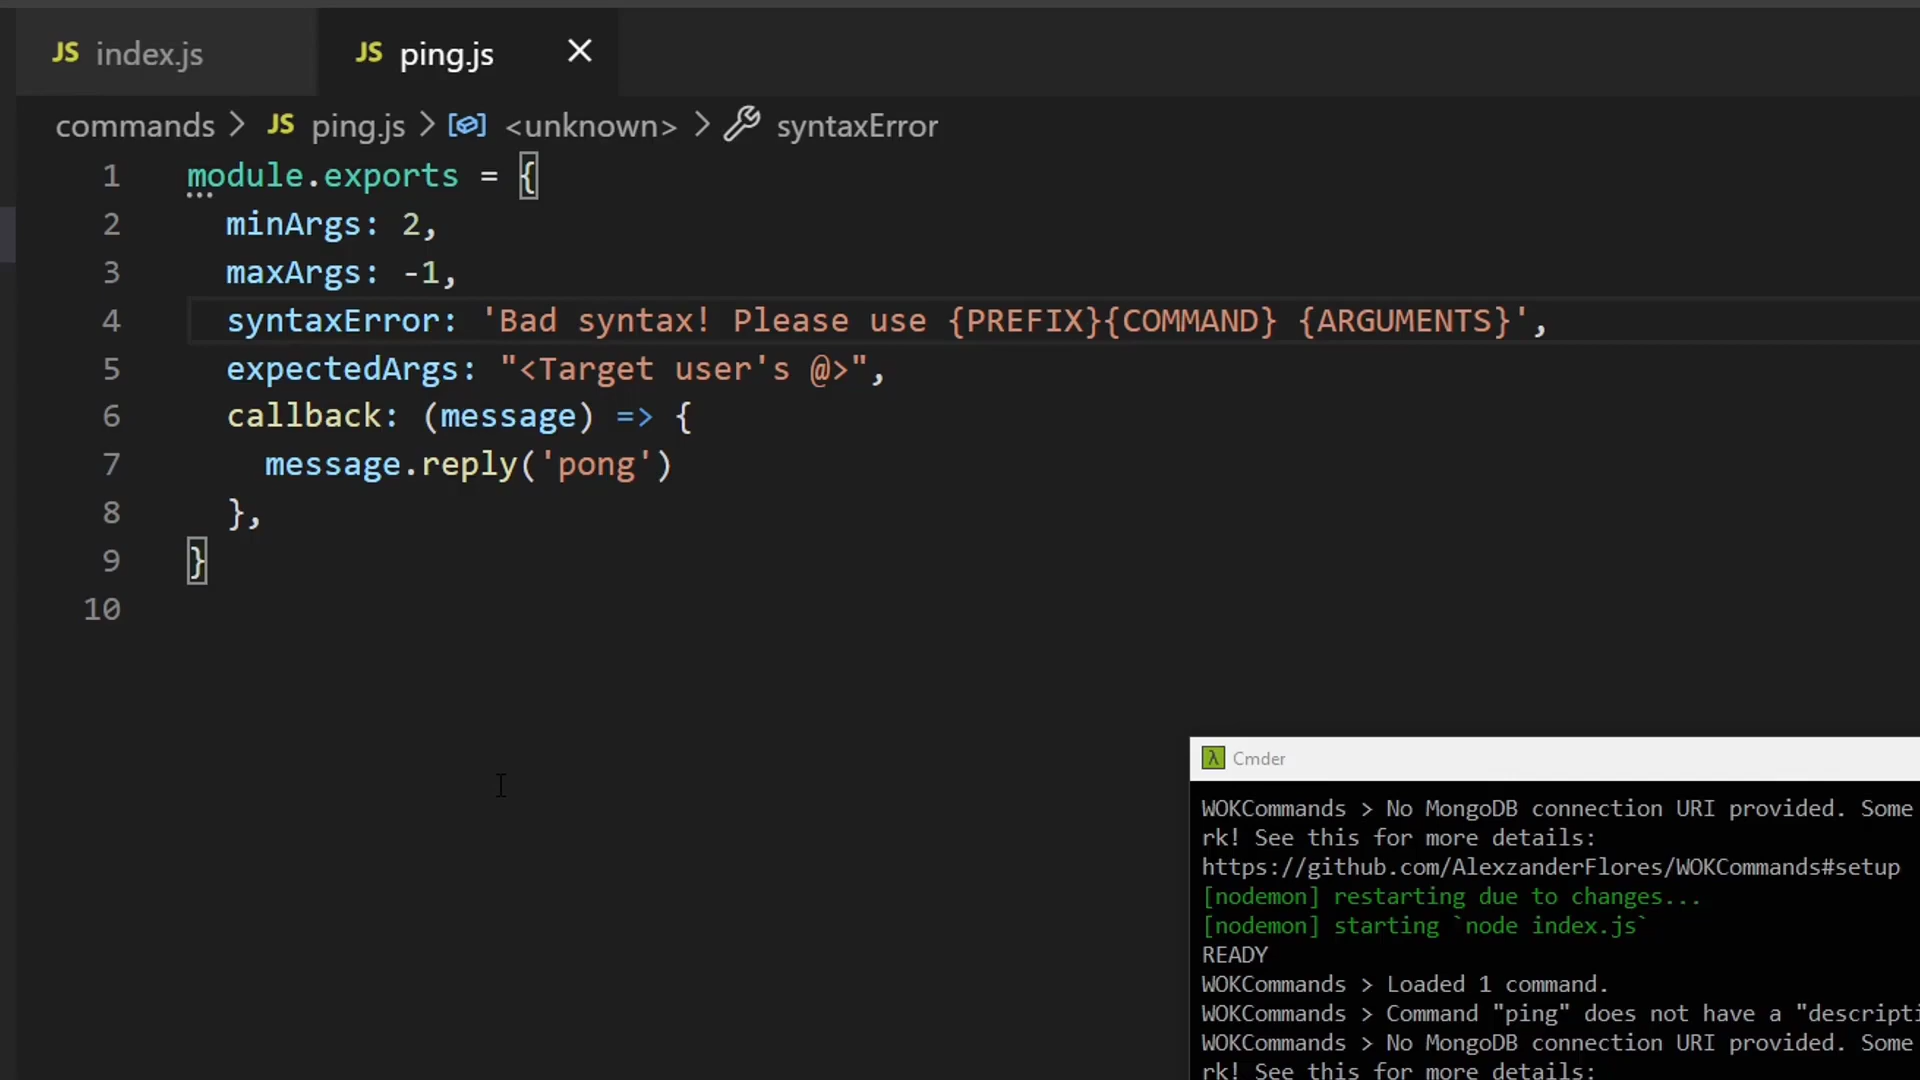 JS index.js
JS ping.js
commands > JS ping.js > <unknown> > syntaxError
1 module.exports = {
2 minArgs: 2,
3 maxArgs: -1,
4 syntaxError: 'Bad syntax! Please use {PREFIX}{COMMAND} {ARGUMENTS}',
5 expectedArgs: "<Target user's @>",
6 callback: (message) => {
7 message.reply('pong')
8 },
9 }
10
λ Cmder
WOKCommands > No MongoDB connection URI provided. Some
rk! See this for more details:
https://github.com/AlexzanderFlores/WOKCommands#setup
[nodemon] restarting due to changes...
[nodemon] starting `node index.js`
READY
WOKCommands > Loaded 1 command.
WOKCommands > Command "ping" does not have a "descripti
WOKCommands > No MongoDB connection URI provided. Some
rk! See this for more details: